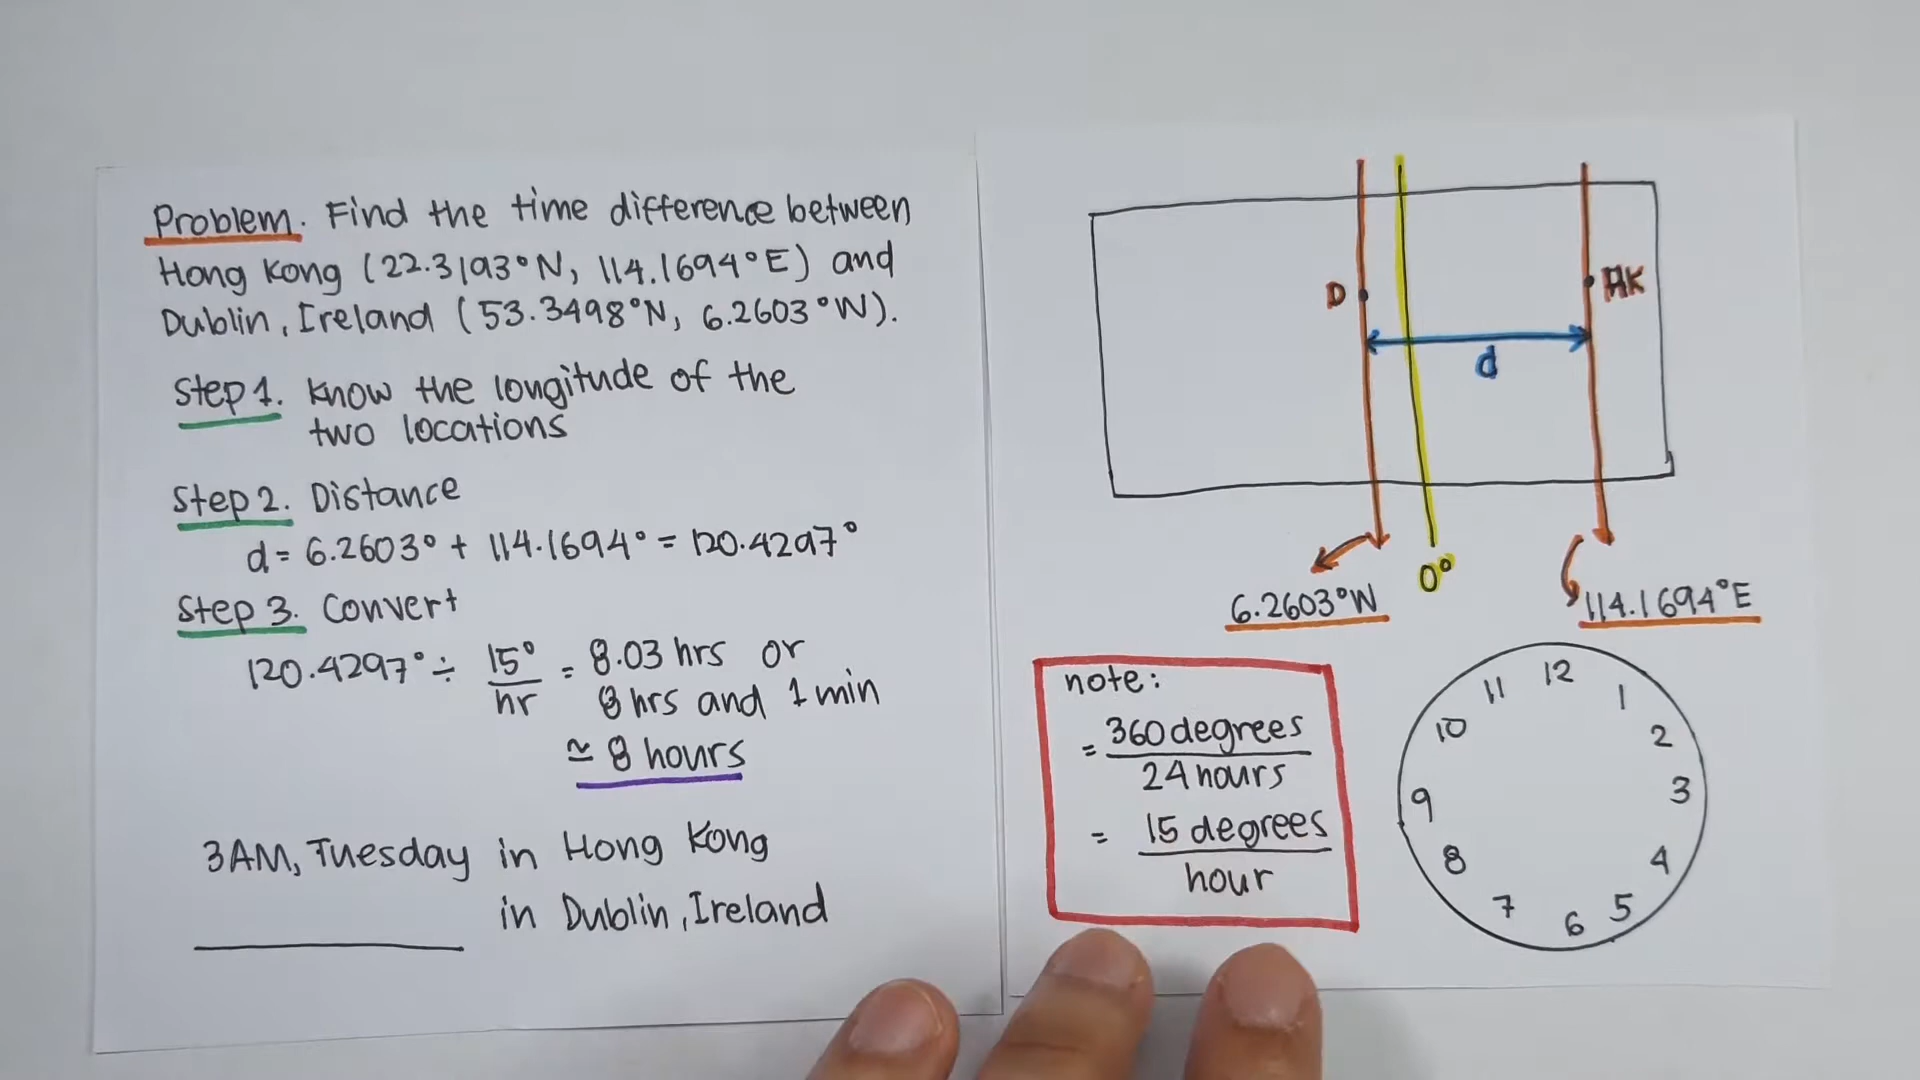 Problem. Find the time difference between
Hong Kong (22.3193°N, 114.1694°E) and
Dublin, Ireland (53.3498°N, 6.2603°W).
Step 1. Know the longitude of the
two locations
Step 2. Distance
d = 6.2603° + 114.1694° = 120.4297°
Step 3. Convert
120.4297° ÷ 15°/hr = 8.03 hrs or
8 hrs and 1 min
≃ 8 hours
3AM, Tuesday in Hong Kong
in Dublin, Ireland
D
HK
d
0°
6.2603°W
114.1694°E
note:
= 360 degrees
24 hours
= 15 degrees
hour
12
1
2
3
4
5
6
7
8
9
10
11